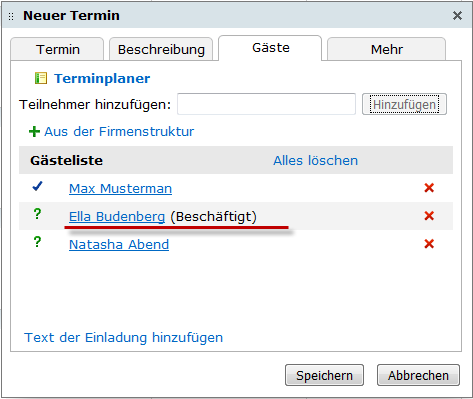 Neuer Termin
Termin Beschreibung Gäste Mehr
Terminplaner
Teilnehmer hinzufügen: Hinzufügen
Aus der Firmenstruktur
Gästeliste Alles löschen
Max Musterman
? Ella Budenberg (Beschäftigt)
? Natasha Abend
Text der Einladung hinzufügen
Speichern Abbrechen